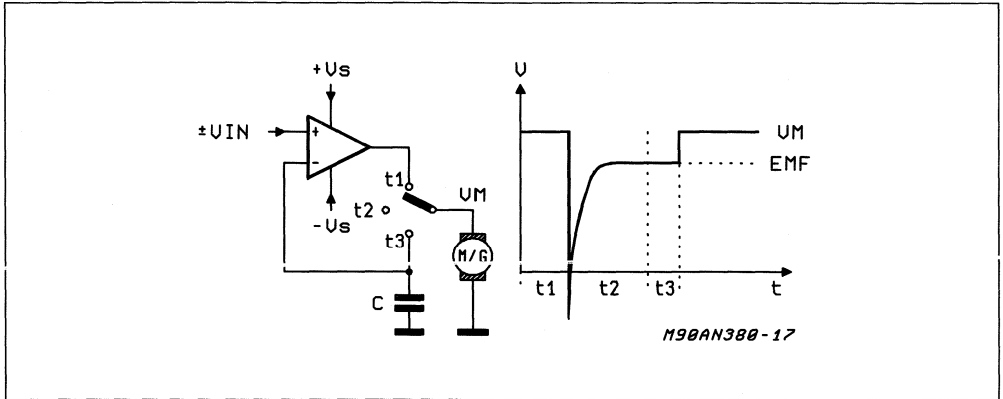 +Vs
±VIN
+
-
-Vs
t1
t2
t3
VM
M/G
C
V
VM
EMF
t1 t2 t3 t
M90AN380-17